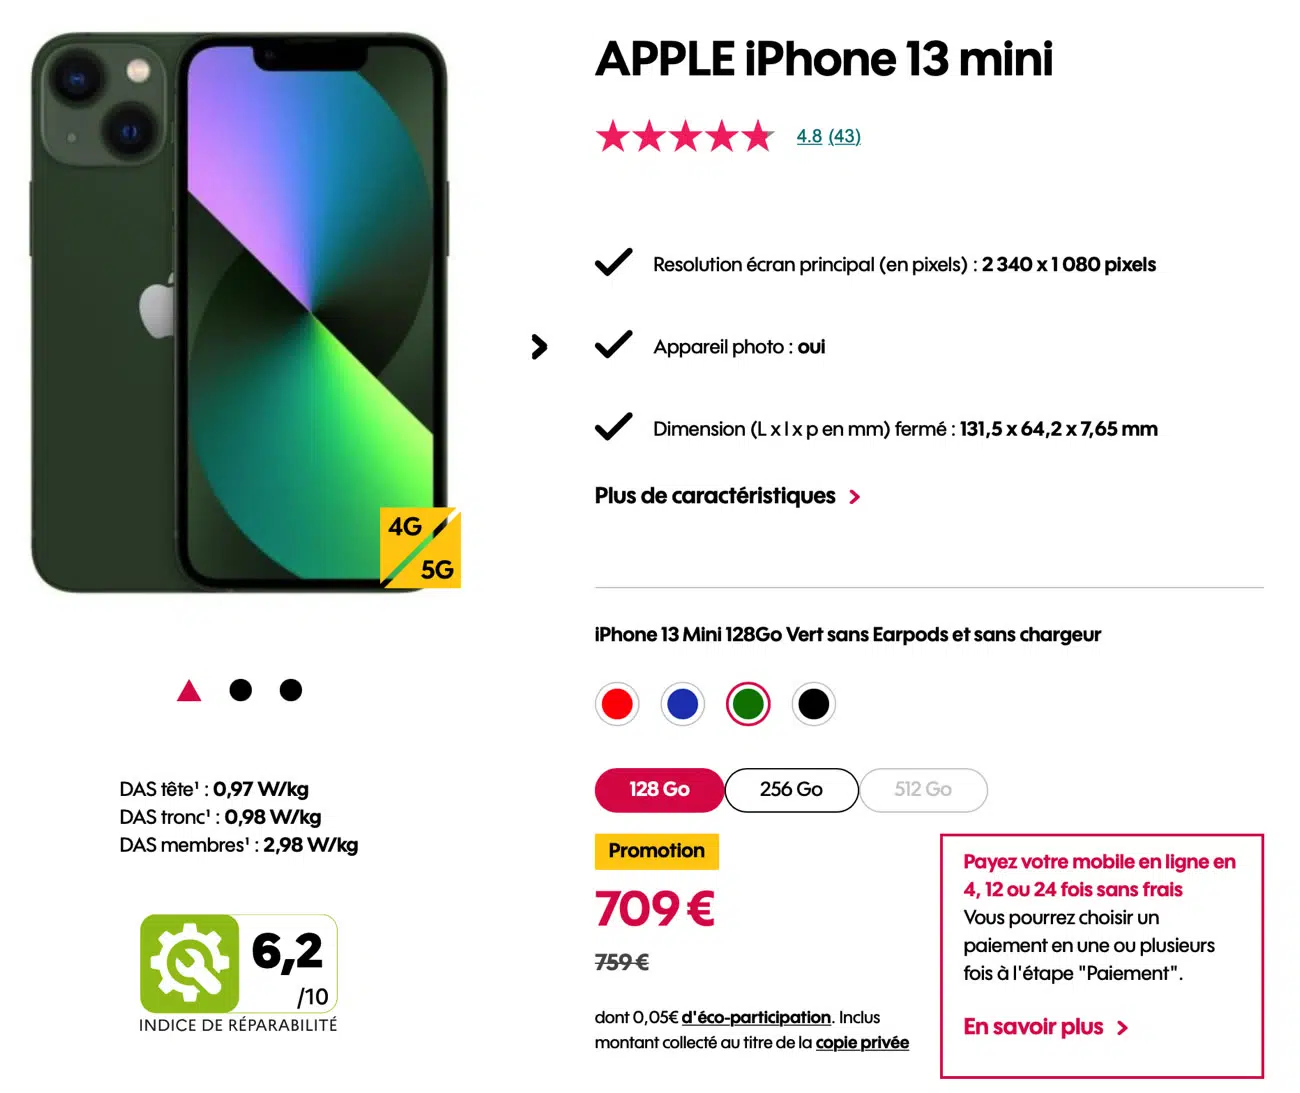 APPLE iPhone 13 mini
4.8 (43)
Resolution écran principal (en pixels) : 2 340 x 1 080 pixels
Appareil photo : oui
Dimension (L x l x p en mm) fermé : 131,5 x 64,2 x 7,65 mm
Plus de caractéristiques
4G
5G
iPhone 13 Mini 128Go Vert sans Earpods et sans chargeur
128 Go
256 Go
512 Go
DAS tête¹ : 0,97 W/kg
DAS tronc¹ : 0,98 W/kg
DAS membres¹ : 2,98 W/kg
6,2
/10
INDICE DE RÉPARABILITÉ
Promotion
709 €
759 €
dont 0,05€ d'éco-participation. Inclus
montant collecté au titre de la copie privée
Payez votre mobile en ligne en
4, 12 ou 24 fois sans frais
Vous pourrez choisir un
paiement en une ou plusieurs
fois à l'étape "Paiement".
En savoir plus